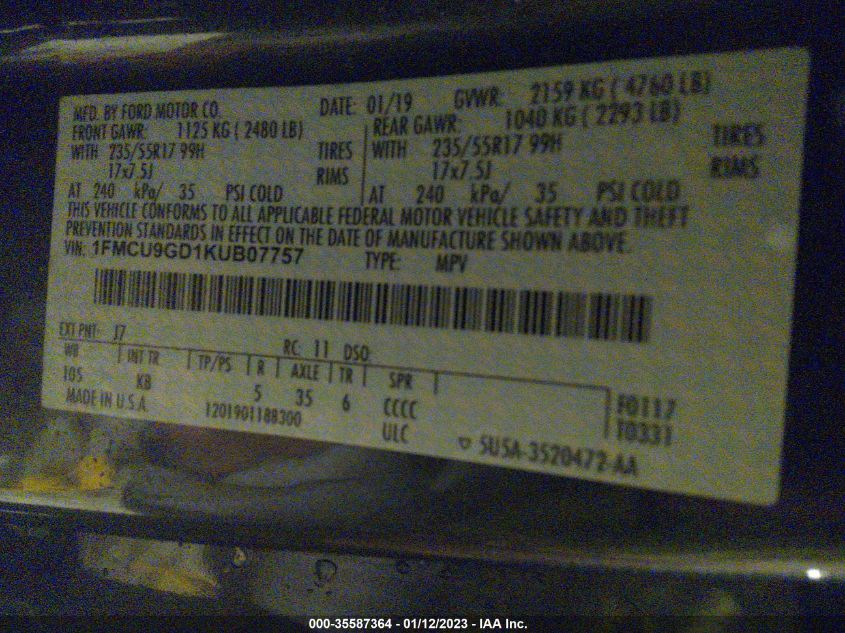 MFD. BY FORD MOTOR CO. DATE: 01/19 GVWR: 2159 KG ( 4760 LB)
FRONT GAWR: 1125 KG ( 2480 LB) REAR GAWR: 1040 KG ( 2293 LB)
WITH 235/55R17 99H TIRES WITH 235/55R17 99H TIRES
17x7.5J RIMS 17x7.5J RIMS
AT 240 kPa/ 35 PSI COLD AT 240 kPa/ 35 PSI COLD
THIS VEHICLE CONFORMS TO ALL APPLICABLE FEDERAL MOTOR VEHICLE SAFETY AND THEFT
PREVENTION STANDARDS IN EFFECT ON THE DATE OF MANUFACTURE SHOWN ABOVE.
VIN: 1FMCU9GD1KUB07757 TYPE: MPV
EXT PNT: J7 RC: 11 DSO:
WB INT TR TP/PS R AXLE TR SPR
105 KB 5 35 6 CCCC F0117
MADE IN U.S.A. 1201901188300 ULC T0331
5U5A-3520472-AA
000-35587364 - 01/12/2023 - IAA Inc.